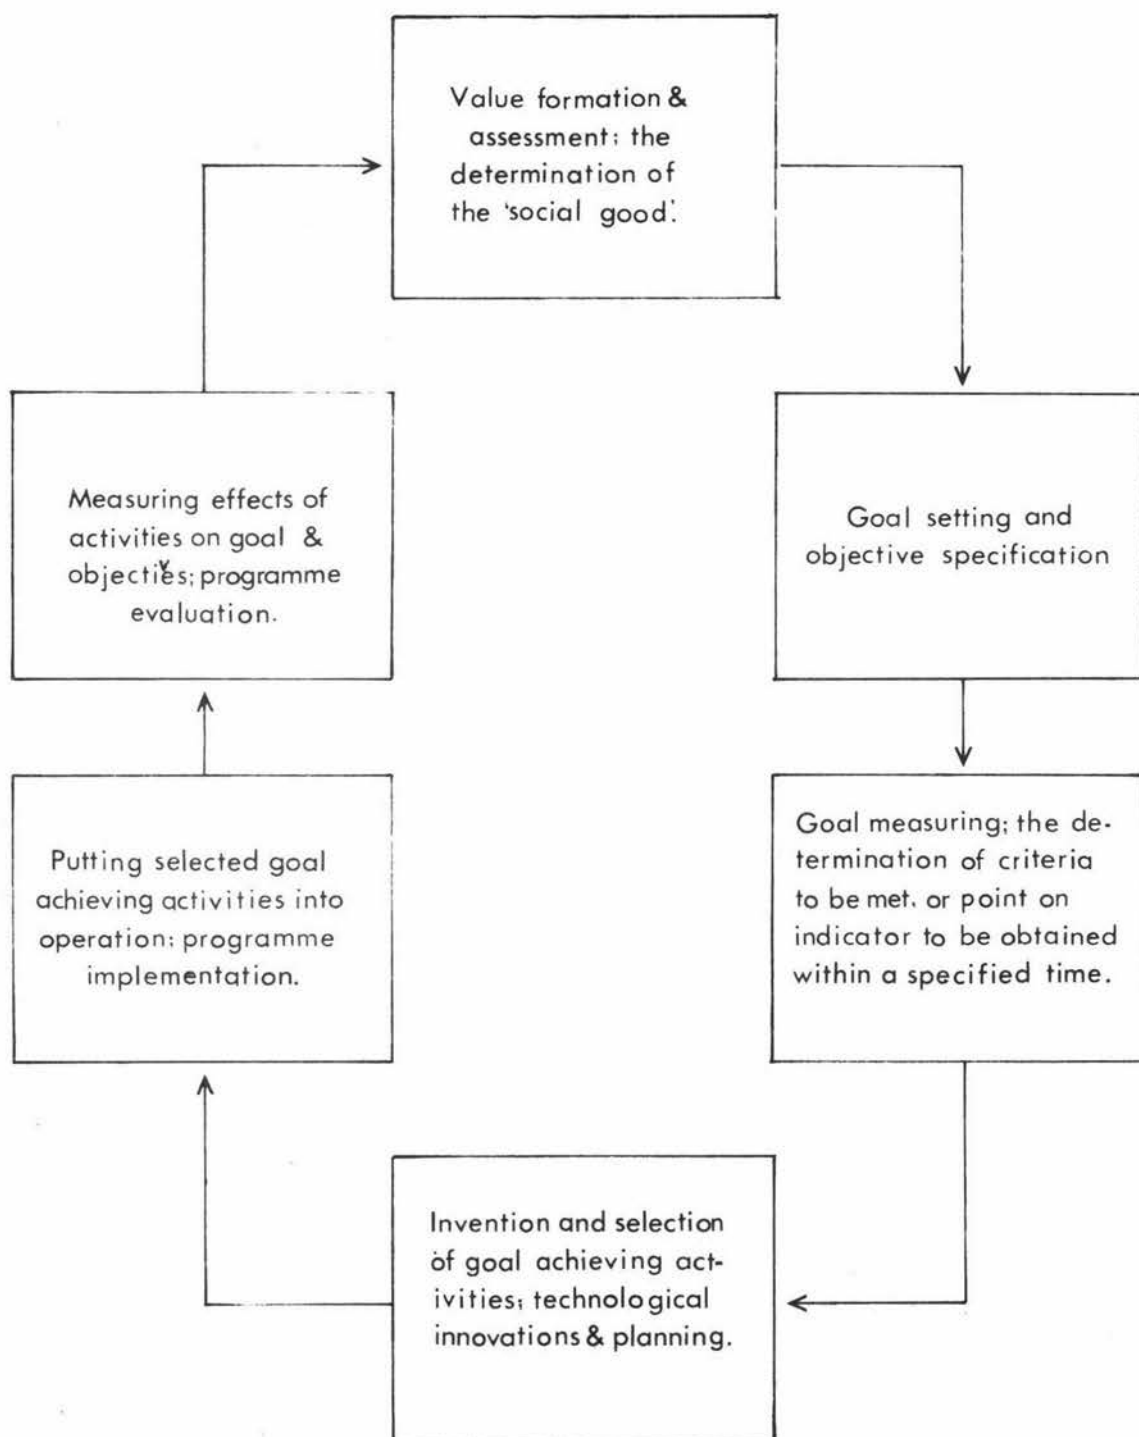 Value formation &
assessment; the
determination of
the 'social good'.
Goal setting and
objective specification
Goal measuring; the de-
termination of criteria
to be met, or point on
indicator to be obtained
within a specified time.
Invention and selection
of goal achieving act-
ivities; technological
innovations & planning.
Putting selected goal
achieving activities into
operation; programme
implementation.
Measuring effects of
activities on goal &
objectives; programme
evaluation.